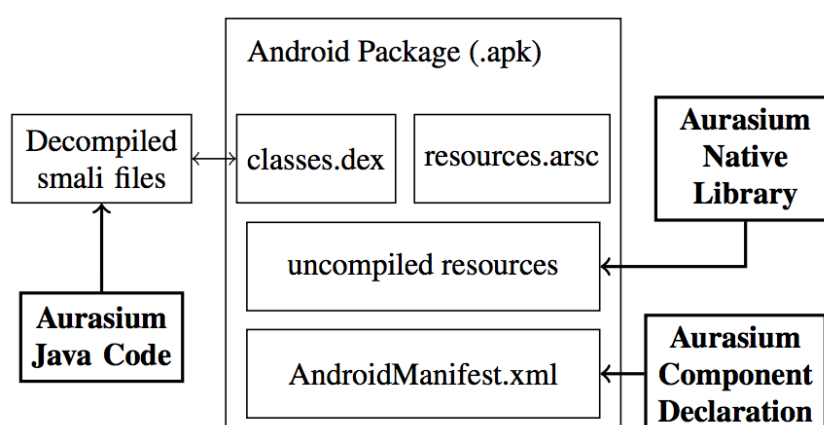 Android Package (.apk)
Decompiled
smali files
classes.dex
resources.arsc
Aurasium
Native
Library
uncompiled resources
Aurasium
Java Code
AndroidManifest.xml
Aurasium
Component
Declaration